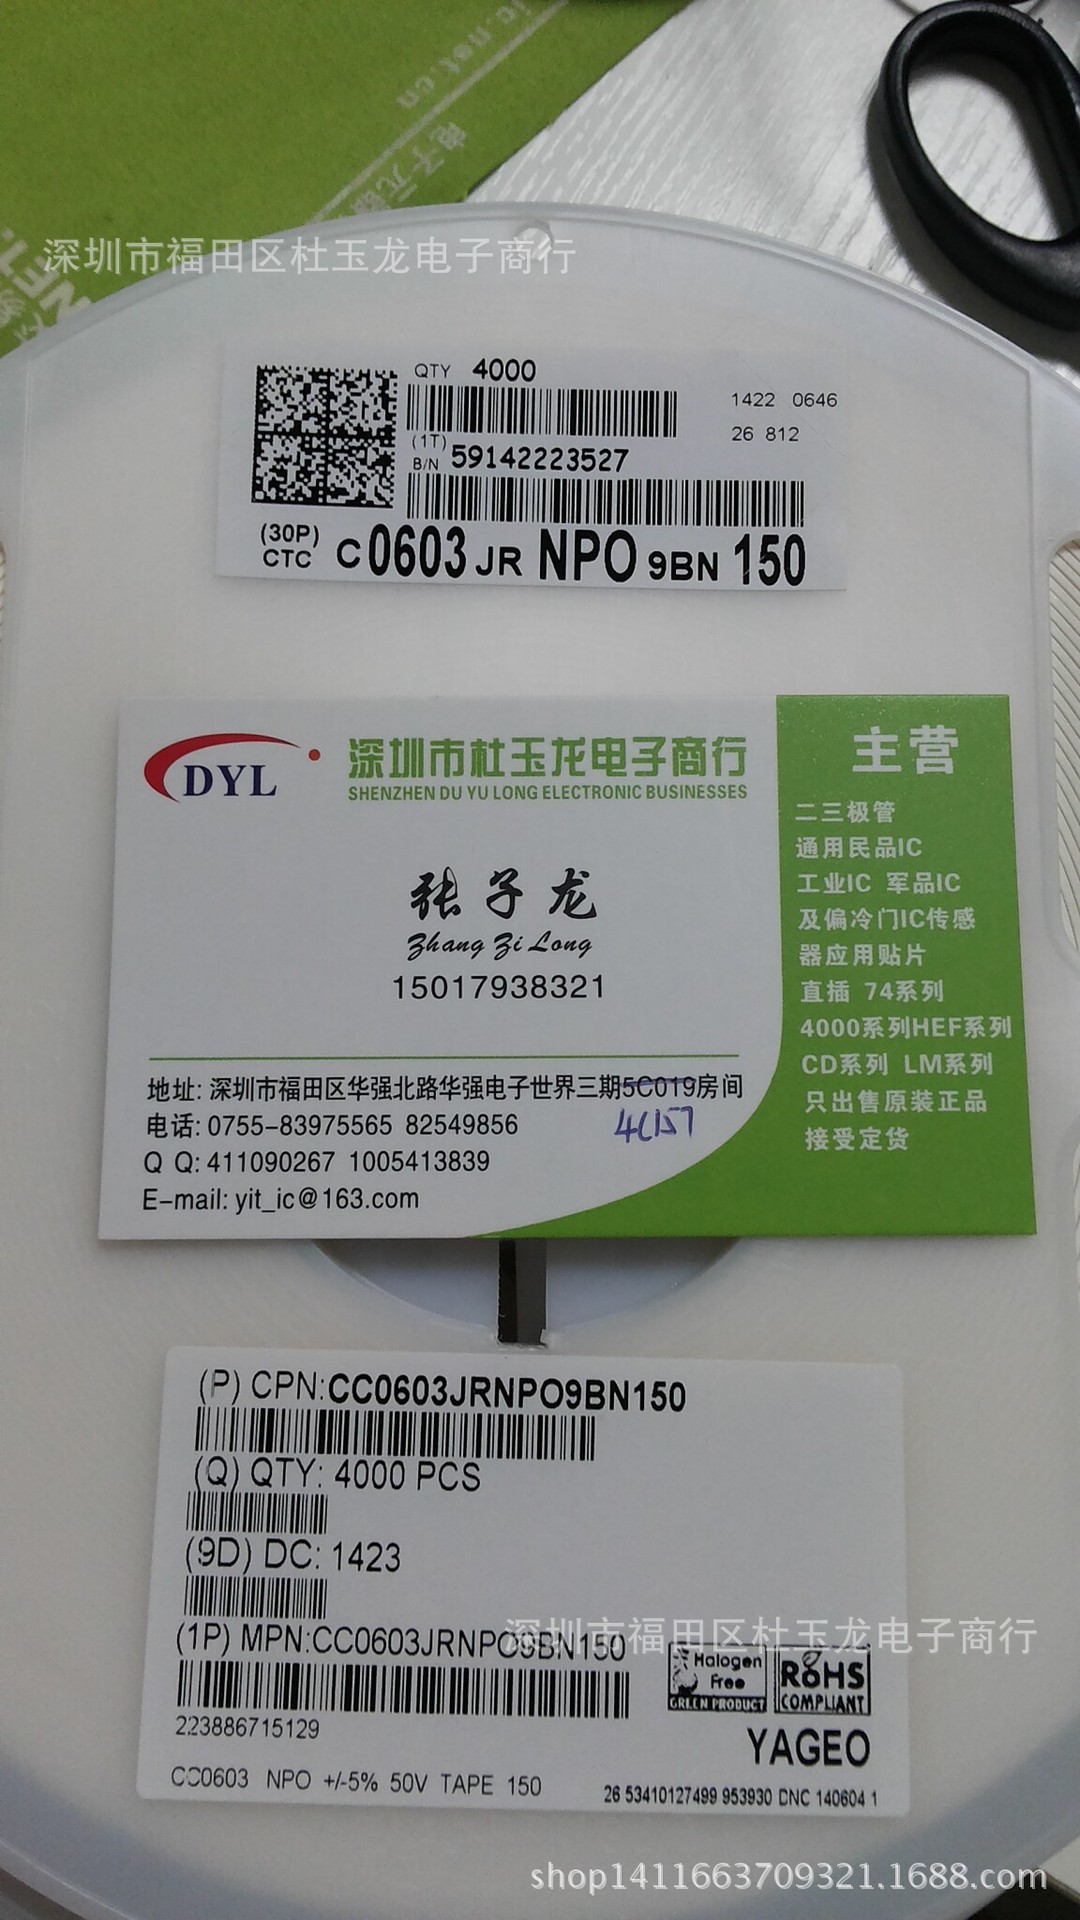 ic.net.cn
电子元
深圳市福田区杜玉龙电子商行
QTY 4000
1422 0646
(1T)
B/N 59142223527
26 812
(30P)
CTC C0603 JR NPO 9BN 150
DYL
深圳市杜玉龙电子商行
SHENZHEN DU YU LONG ELECTRONIC BUSINESSES
张子龙
Zhang Zi Long
15017938321
地址: 深圳市福田区华强北路华强电子世界三期5C019房间
4C157
电话: 0755-83975565 82549856
Q Q: 411090267 1005413839
E-mail: yit_ic@163.com
主营
二三极管
通用民品IC
工业IC 军品IC
及偏冷门IC传感
器应用贴片
直插 74系列
4000系列HEF系列
CD系列 LM系列
只出售原装正品
接受定货
(P) CPN:CC0603JRNPO9BN150
(Q) QTY: 4000 PCS
(9D) DC: 1423
深圳市福田区杜玉龙电子商行
(1P) MPN:CC0603JRNPO9BN150
Halogen
Free
GREEN PRODUCT
RoHS
COMPLIANT
223886715129
YAGEO
CC0603 NPO +/-5% 50V TAPE 150
26 53410127499 953930 DNC 140604 1
shop1411663709321.1688.com